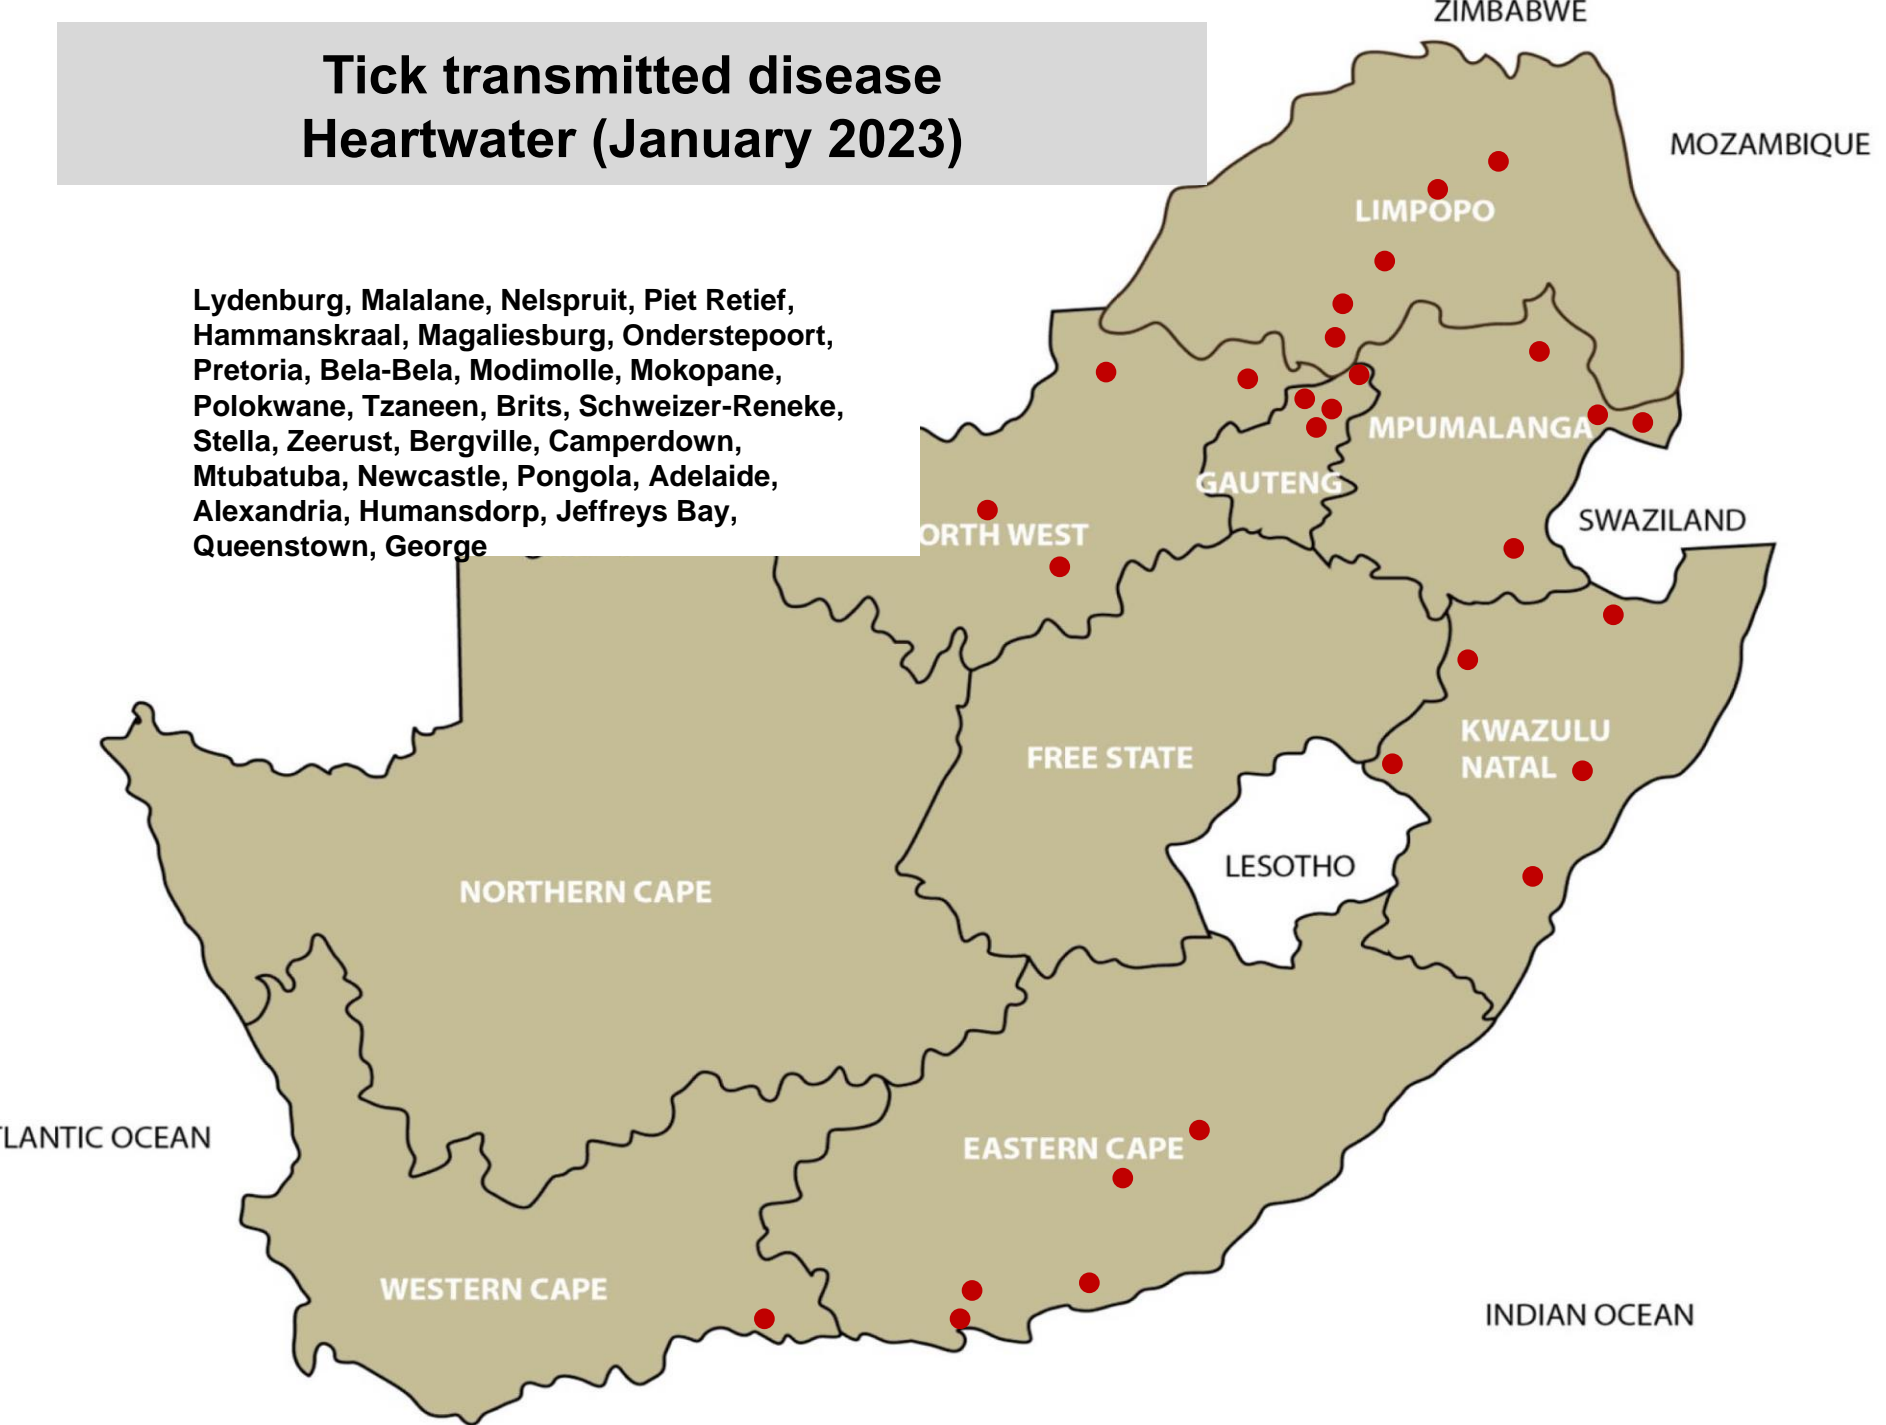 ZIMBABWE
Tick transmitted disease
Heartwater (January 2023)
MOZAMBIQUE
LIMPOPO
Lydenburg, Malalane, Nelspruit, Piet Retief,
Hammanskraal, Magaliesburg, Onderstepoort,
Pretoria, Bela-Bela, Modimolle, Mokopane,
Polokwane, Tzaneen, Brits, Schweizer-Reneke,
Stella, Zeerust, Bergville, Camperdown,
Mtubatuba, Newcastle, Pongola, Adelaide,
Alexandria, Humansdorp, Jeffreys Bay,
Queenstown, George
MPUMALANGA
GAUTENG
SWAZILAND
ORTH WEST
KWAZULU
NATAL
FREE STATE
LESOTHO
NORTHERN CAPE
TLANTIC OCEAN
EASTERN CAPE
WESTERN CAPE
INDIAN OCEAN